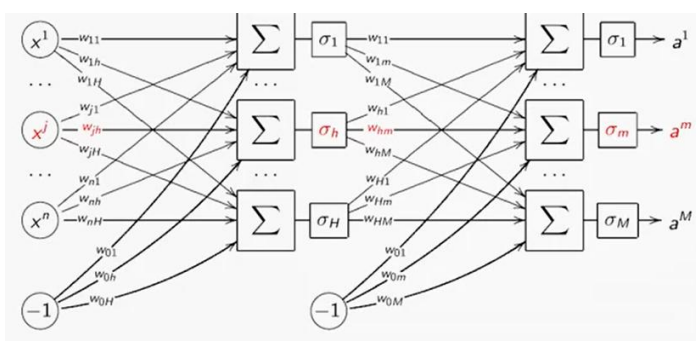 x¹ w₁₁ Σ σ₁ w₁₁ Σ σ₁ a¹
w₁ₕ w₁ₘ
... w₁H ... w₁M ...
wⱼ₁ wₕ₁
xʲ wⱼₕ Σ σₕ wₕₘ Σ σₘ aᵐ
wⱼH wₕM
... wₙ₁ ... wH₁ ...
wₙₕ wHₘ
xⁿ wₙH Σ σH wHM Σ σM aᴹ
w₀₁ w₀₁
w₀ₕ w₀ₘ
−1 w₀H −1 w₀M